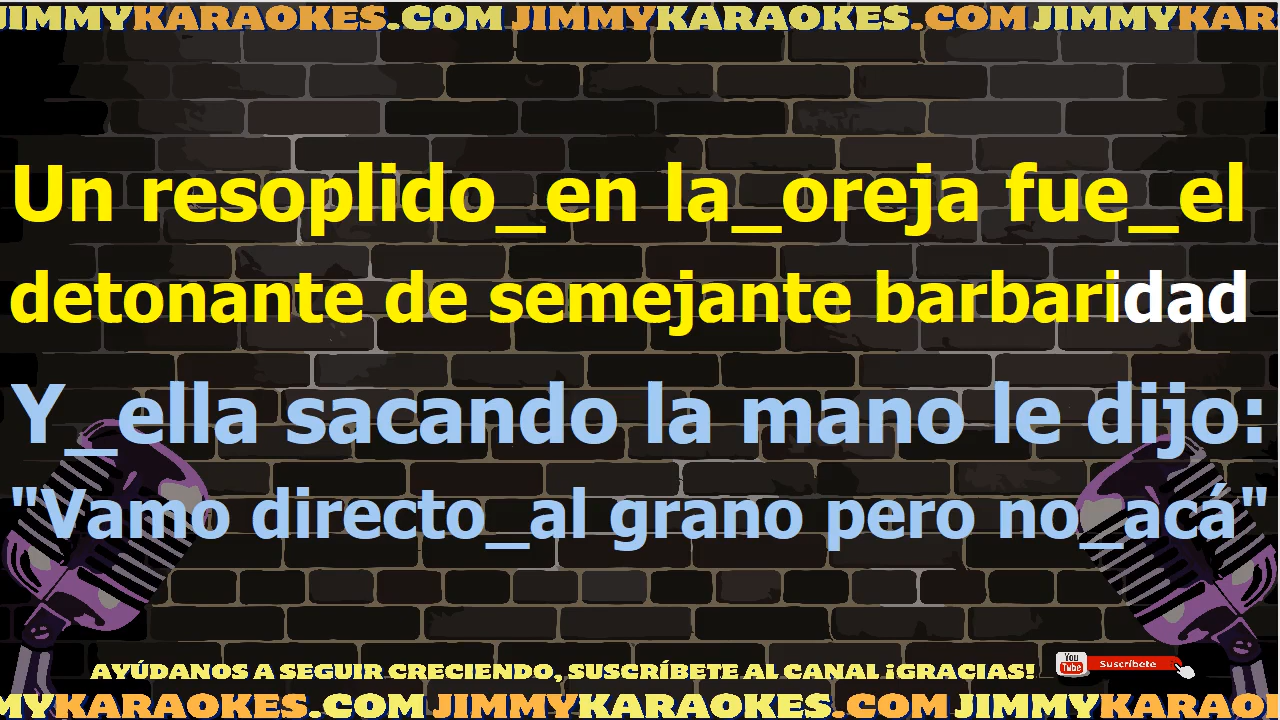 JIMMYKARAOKES.COM JIMMYKARAOKES.COM JIMMYKAR
Un resoplido_en la_oreja fue_el
detonante de semejante barbaridad
Y_ella sacando la mano le dijo:
"Vamo directo_al grano pero no_acá"
AYÚDANOS A SEGUIR CRECIENDO, SUSCRÍBETE AL CANAL ¡GRACIAS!
You Tube Suscríbete
MYKARAOKES.COM JIMMYKARAOKES.COM JIMMYKARAOK